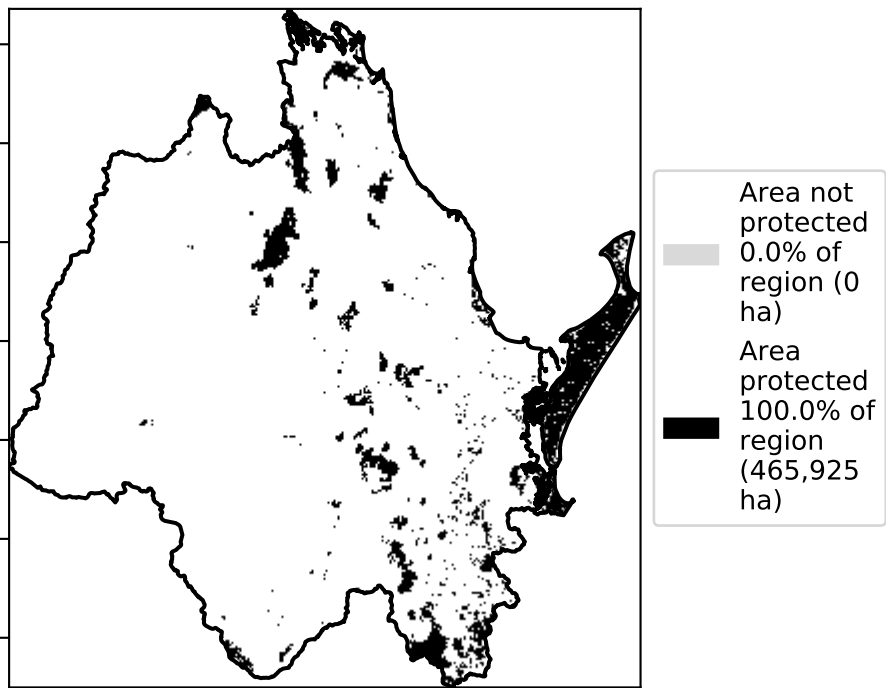 Area not
protected
0.0% of
region (0
ha)
Area
protected
100.0% of
region
(465,925
ha)